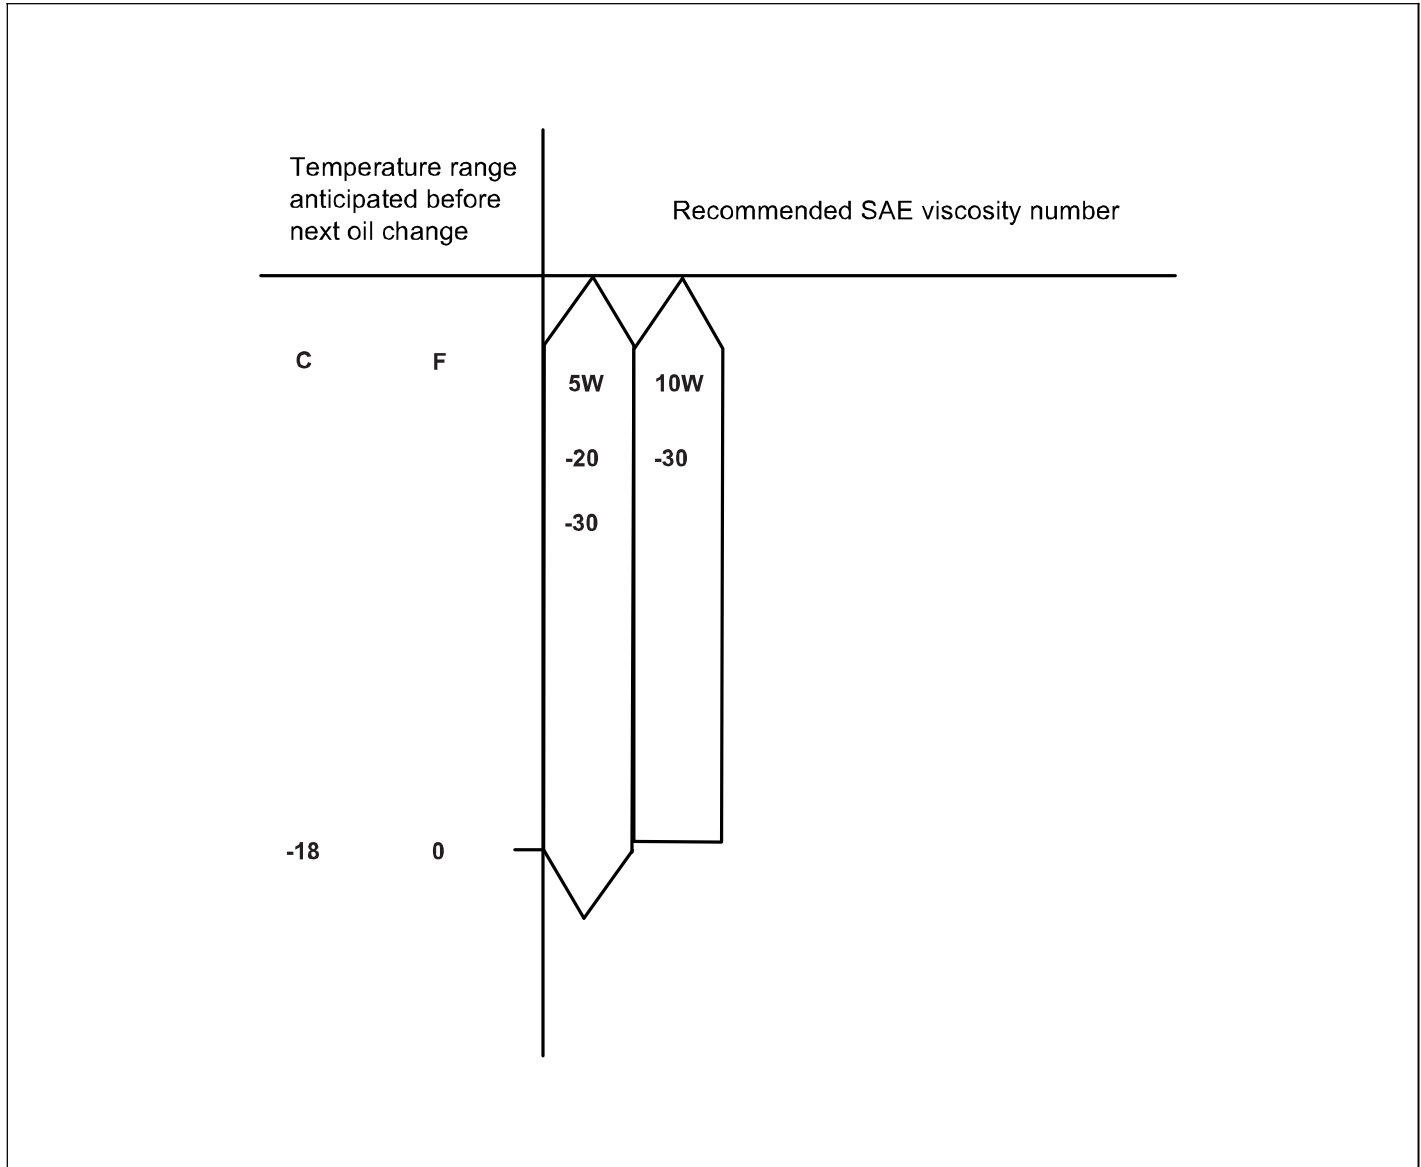 Temperature range
anticipated before
next oil change
Recommended SAE viscosity number
C F
5W 10W
-20 -30
-30
-18 0